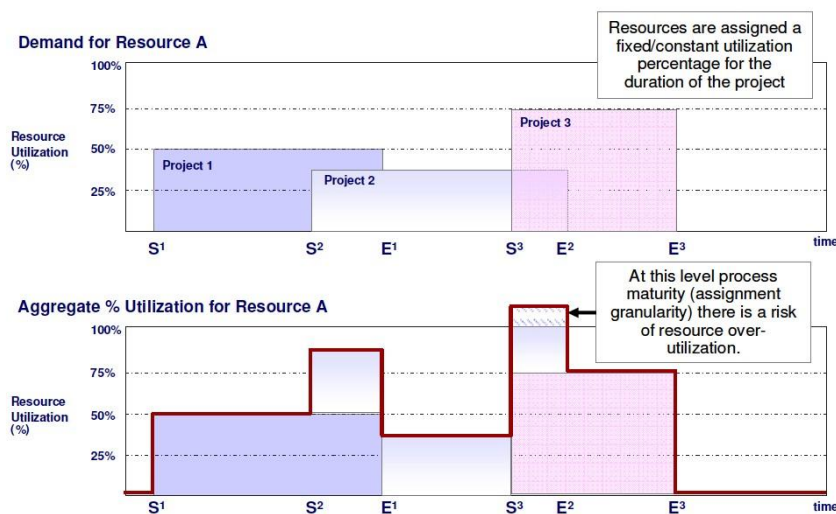 Demand for Resource A
Resources are assigned a
fixed/constant utilization
percentage for the
duration of the project
100%
75%
50%
25%
Resource
Utilization
(%)
Project 1
Project 2
Project 3
S¹
S²
E¹
S³
E²
E³
time
Aggregate % Utilization for Resource A
At this level process
maturity (assignment
granularity) there is a risk
of resource over-
utilization.
100%
75%
50%
25%
Resource
Utilization
(%)
S¹
S²
E¹
S³
E²
E³
time